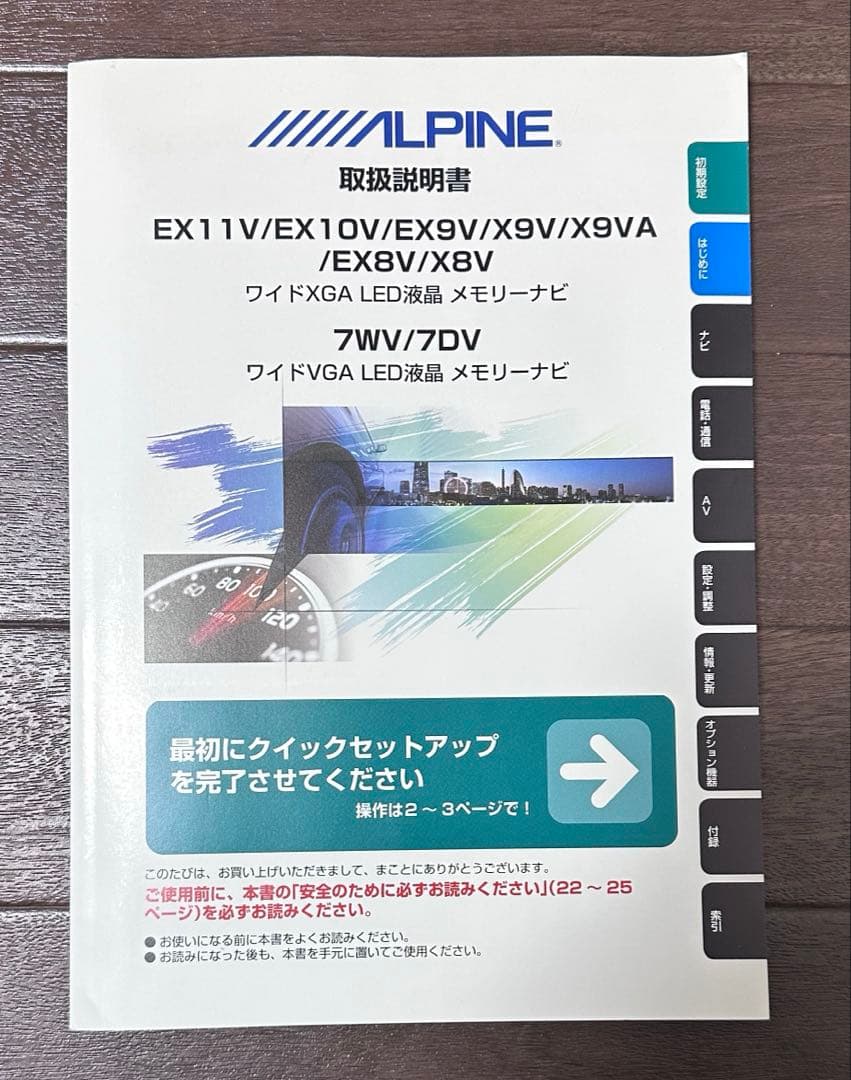 ALPINE®
取扱説明書
EX11V/EX10V/EX9V/X9V/X9VA
/EX8V/X8V
ワイドXGA LED液晶 メモリーナビ
7WV/7DV
ワイドVGA LED液晶 メモリーナビ
60
80
100
120
140
km/h
最初にクイックセットアップ
を完了させてください
操作は2 ～ 3ページで！
このたびは、お買い上げいただきまして、まことにありがとうございます。
ご使用前に、本書の「安全のために必ずお読みください」(22 ～ 25
ページ)を必ずお読みください。
● お使いになる前に本書をよくお読みください。
● お読みになった後も、本書を手元に置いてご使用ください。
初期設定
はじめに
ナビ
電話・通信
AV
設定・調整
情報・更新
オプション機器
付録
索引